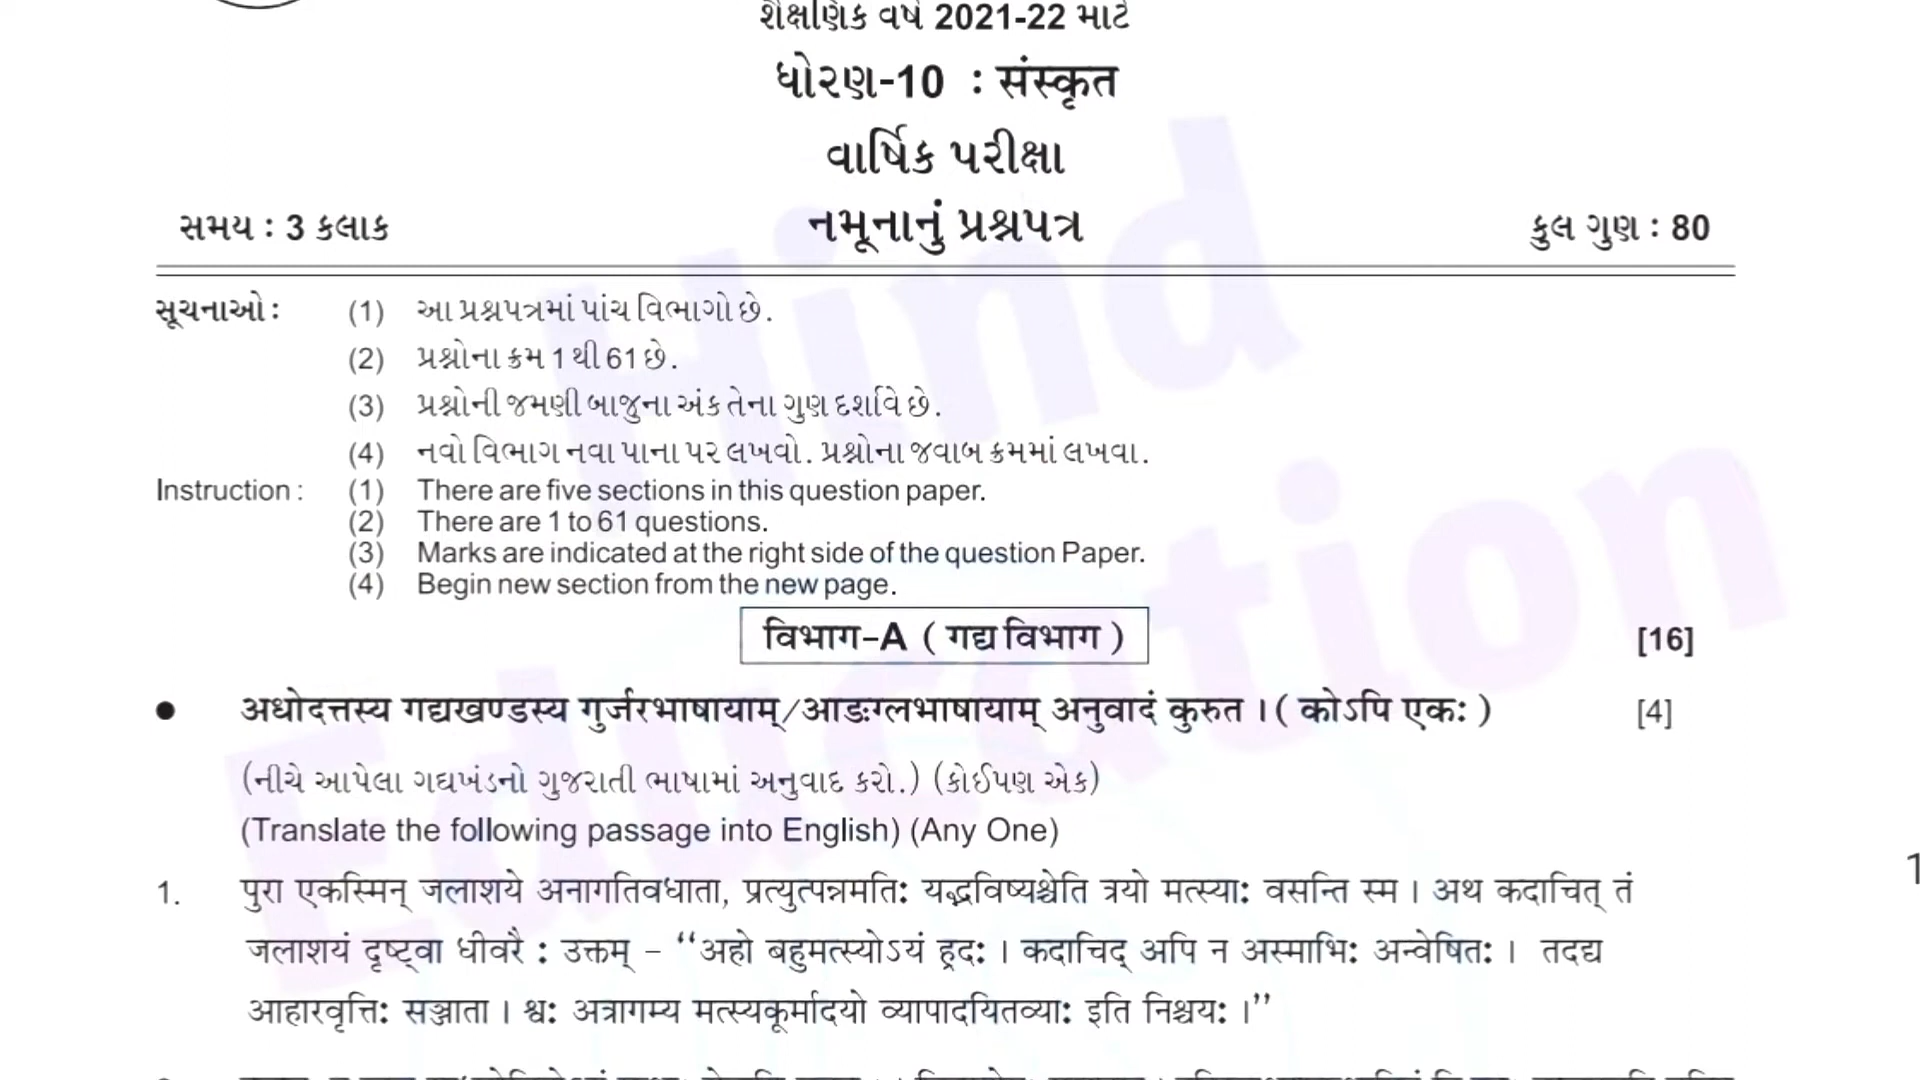 શૈક્ષણિક વર્ષ 2021-22 માટે
ધોરણ-10 : संस्कृत
વાર્ષિક પરીક્ષા
સમય : 3 કલાક નમૂનાનું પ્રશ્નપત્ર કુલ ગુણ : 80
સૂચનાઓ : (1) આ પ્રશ્નપત્રમાં પાંચ વિભાગો છે.
(2) પ્રશ્નોના ક્રમ 1 થી 61 છે.
(3) પ્રશ્નોની જમણી બાજુના અંક તેના ગુણ દર્શાવે છે.
(4) નવો વિભાગ નવા પાના પર લખવો. પ્રશ્નોના જવાબ ક્રમમાં લખવા.
Instruction : (1) There are five sections in this question paper.
(2) There are 1 to 61 questions.
(3) Marks are indicated at the right side of the question Paper.
(4) Begin new section from the new page.
विभाग-A ( गद्य विभाग ) [16]
● अधोदत्तस्य गद्यखण्डस्य गुर्जरभाषायाम्/आङग्लभाषायाम् अनुवादं कुरुत । ( कोऽपि एकः ) [4]
(નીચે આપેલા ગદ્યખંડનો ગુજરાતી ભાષામાં અનુવાદ કરો.) (કોઈપણ એક)
(Translate the following passage into English) (Any One)
1. पुरा एकस्मिन् जलाशये अनागतिवधाता, प्रत्युत्पन्नमतिः यद्भविष्यश्चेति त्रयो मत्स्याः वसन्ति स्म । अथ कदाचित् तं
जलाशयं दृष्ट्वा धीवरै : उक्तम् – “अहो बहुमत्स्योऽयं ह्रदः । कदाचिद् अपि न अस्माभिः अन्वेषितः । तदद्य
आहारवृत्तिः सञ्जाता । श्वः अत्रागम्य मत्स्यकूर्मादयो व्यापादयितव्याः इति निश्चयः ।”
1
Hind
Education